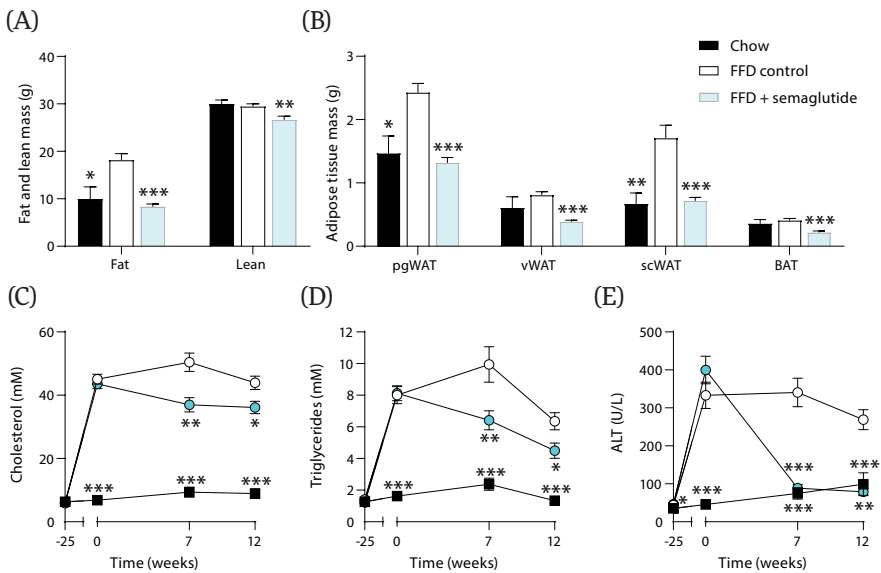 (A)
Fat and lean mass (g)
40
30
20
10
0
*
***
**
Fat
Lean
(B)
Adipose tissue mass (g)
3
2
1
0
*
***
***
**
***
***
pgWAT
vWAT
scWAT
BAT
Chow
FFD control
FFD + semaglutide
(C)
Cholesterol (mM)
60
40
20
0
***
**
***
*
***
-25
0
7
12
Time (weeks)
(D)
Triglycerides (mM)
12
10
8
6
4
2
0
***
**
***
*
***
-25
0
7
12
Time (weeks)
(E)
ALT (U/L)
500
400
300
200
100
0
*
***
***
***
***
**
-25
0
7
12
Time (weeks)